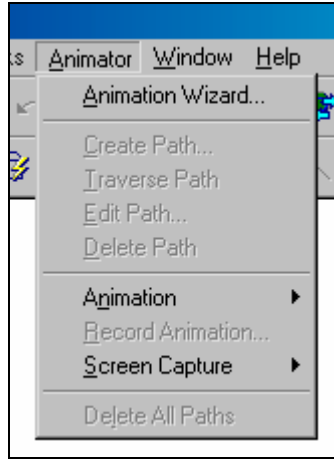 s Animator Window Help
Animation Wizard...
Create Path...
Traverse Path
Edit Path...
Delete Path
Animation
Record Animation...
Screen Capture
Delete All Paths